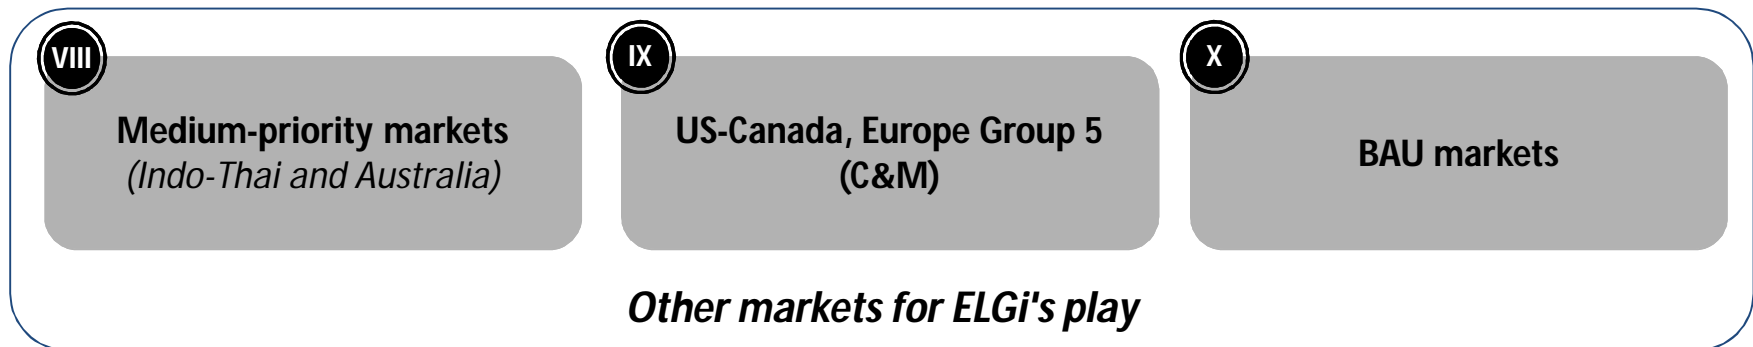 VIII
Medium-priority markets
(Indo-Thai and Australia)
IX
US-Canada, Europe Group 5
(C&M)
X
BAU markets
Other markets for ELGi's play